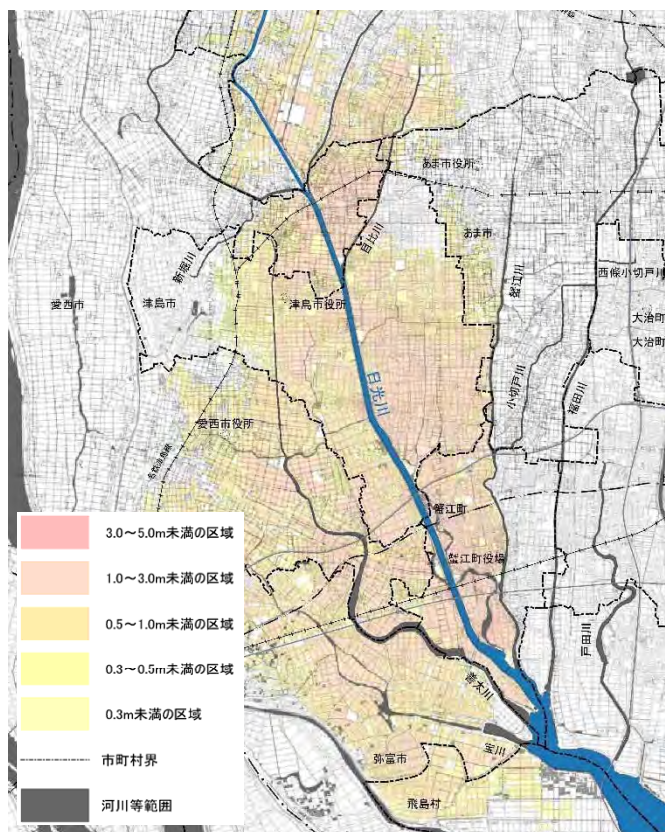 あま市役所
目比川
あま市
蟹江川
西條小切戸川
新堀川
愛西市
津島市
津島市役所
大治町
大治町
小切戸川
福田川
日光川
愛西市役所
蟹江町
蟹江町役場
戸田川
善太川
宝川
弥富市
飛島村
3.0～5.0m未満の区域
1.0～3.0m未満の区域
0.5～1.0m未満の区域
0.3～0.5m未満の区域
0.3m未満の区域
市町村界
河川等範囲